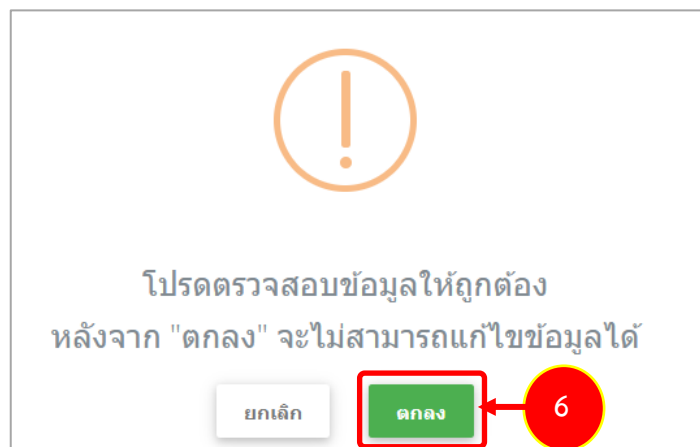 โปรดตรวจสอบข้อมูลให้ถูกต้อง
หลังจาก "ตกลง" จะไม่สามารถแก้ไขข้อมูลได้
ยกเลิก ตกลง 6